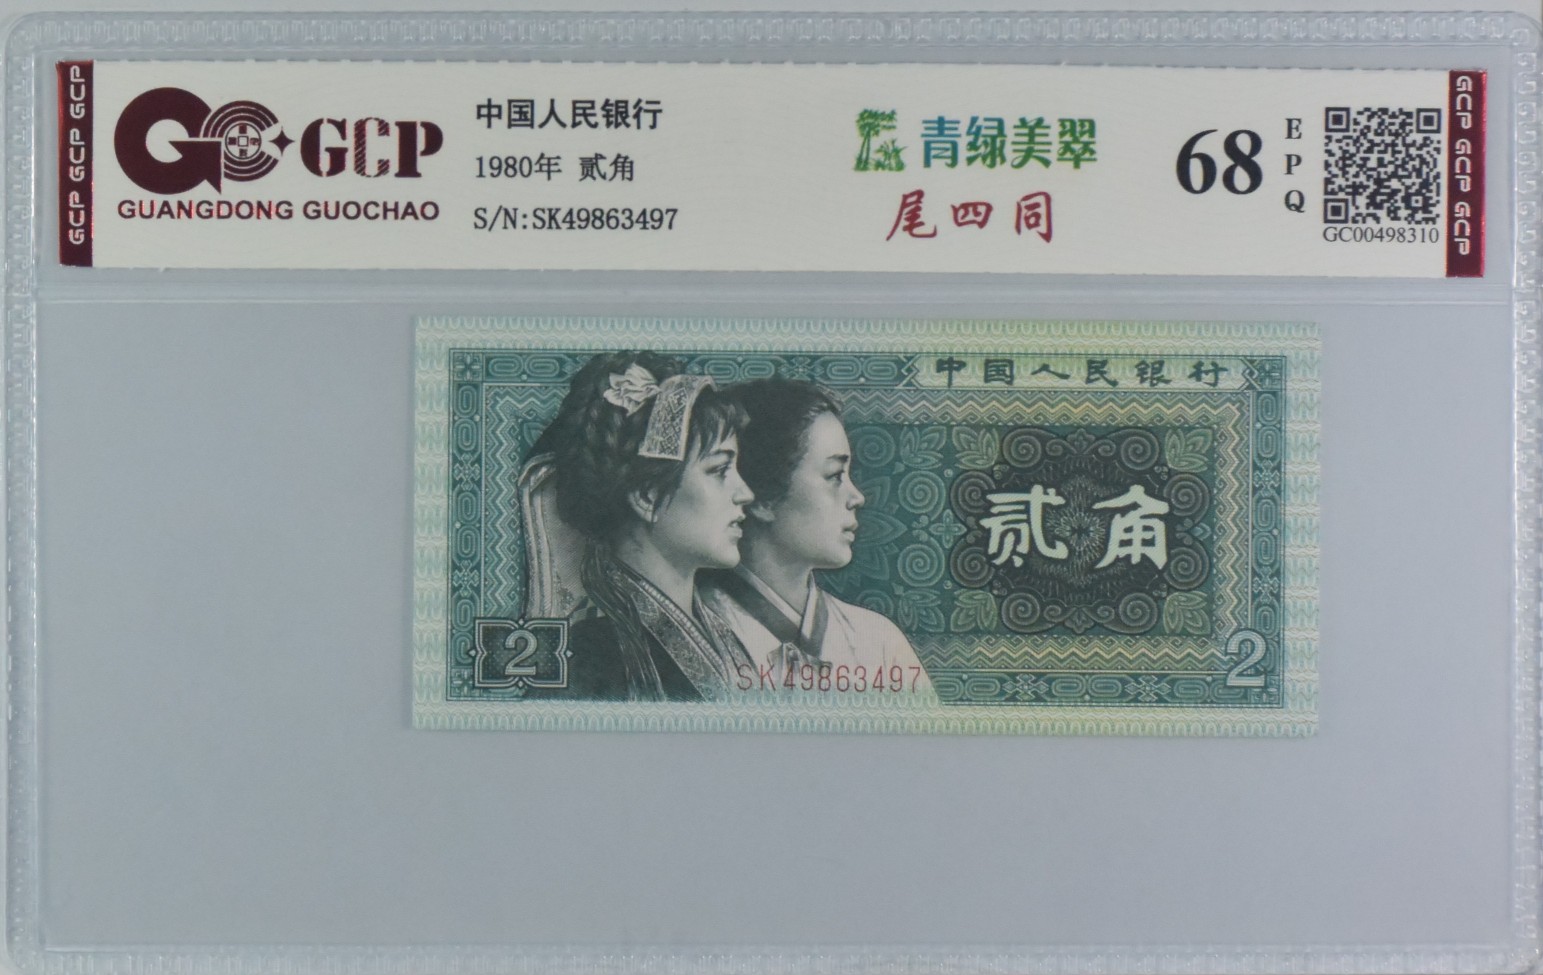 GCP GCP GCP
GCP
GUANGDONG GUOCHAO
中国人民银行
1980年 贰角
S/N:SK49863497
青绿美翠
尾四同
68
EPQ
GC00498310
GCP GCP GCP
中国人民银行
贰角
2
2
SK49863497